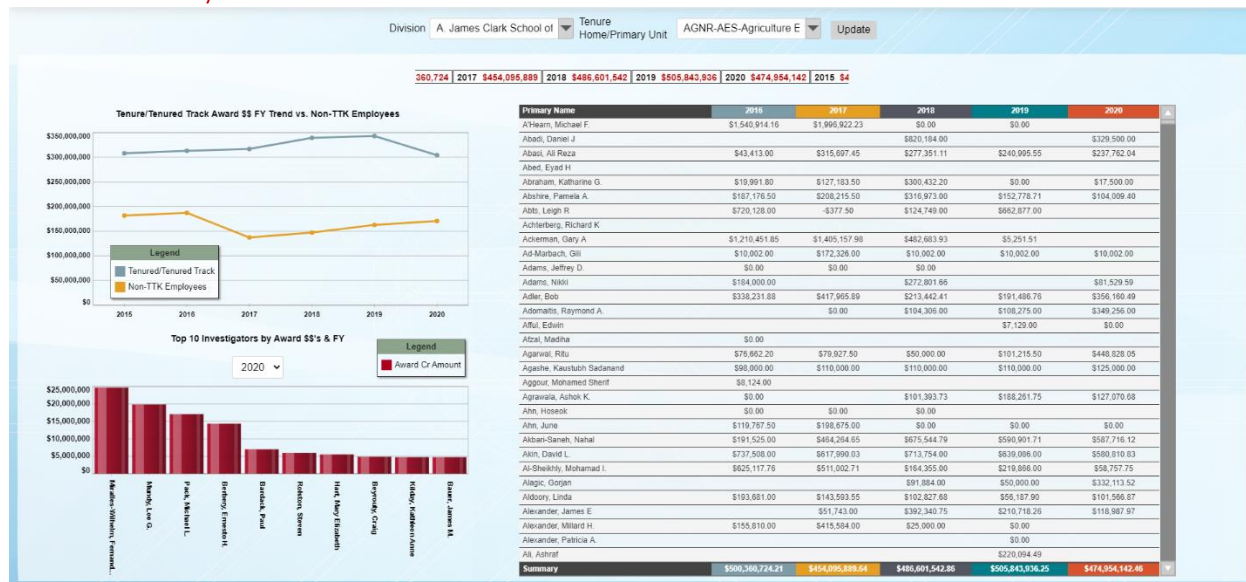 Division A. James Clark School of Tenure Home/Primary Unit AGNR-AES-Agriculture E Update
360,724 2017 $454,095,889 2018 $486,601,542 2019 $505,843,936 2020 $474,954,142 2015 $4
Tenure/Tenured Track Award $$ FY Trend vs. Non-TTK Employees
$350,000,000
$300,000,000
$250,000,000
$200,000,000
$150,000,000
$100,000,000
$50,000,000
$0
2015 2016 2017 2018 2019 2020
Legend
Tenured/Tenured Track
Non-TTK Employees
Top 10 Investigators by Award $$'s & FY
2020
Legend
Award Cr Amount
$25,000,000
$20,000,000
$15,000,000
$10,000,000
$5,000,000
$0
Miralles-Wilhelm, Fernand...
Mundy, Lee G.
Pack, Michael L.
Berbery, Ernesto H.
Bardack, Paul
Rolston, Steven
Hart, Mary Elizabeth
Beyrouty, Craig
Kilday, Kathleen Anne
Bauer, James M.
Primary Name 2016 2017 2018 2019 2020
A'Hearn, Michael F. $1,540,914.16 $1,996,922.23 $0.00 $0.00
Abadi, Daniel J $820,184.00 $329,500.00
Abasi, Ali Reza $43,413.00 $315,697.45 $277,351.11 $240,995.55 $237,762.04
Abed, Eyad H
Abraham, Katharine G. $19,991.80 $127,183.50 $300,432.20 $0.00 $17,500.00
Abshire, Pamela A. $187,176.50 $208,215.50 $316,973.00 $152,778.71 $104,009.40
Abts, Leigh R $720,128.00 -$377.50 $124,749.00 $662,877.00
Achterberg, Richard K
Ackerman, Gary A $1,210,451.85 $1,405,157.98 $482,683.93 $5,251.51
Ad-Marbach, Gili $10,002.00 $172,326.00 $10,002.00 $10,002.00 $10,002.00
Adams, Jeffrey D. $0.00 $0.00 $0.00
Adams, Nikki $184,000.00 $272,801.66 $81,529.59
Adler, Bob $338,231.88 $417,965.89 $213,442.41 $191,486.76 $356,160.49
Adomaitis, Raymond A. $0.00 $104,306.00 $108,275.00 $349,256.00
Afful, Edwin $7,129.00 $0.00
Afzal, Madiha $0.00
Agarwal, Ritu $76,662.20 $79,927.50 $50,000.00 $101,215.50 $448,828.05
Agashe, Kaustubh Sadanand $98,000.00 $110,000.00 $110,000.00 $110,000.00 $125,000.00
Aggour, Mohamed Sherif $8,124.00
Agrawala, Ashok K. $0.00 $101,393.73 $188,261.75 $127,070.68
Ahn, Hoseok $0.00 $0.00 $0.00
Ahn, June $119,767.50 $198,675.00 $0.00 $0.00 $0.00
Akbari-Saneh, Nahal $191,525.00 $464,264.65 $675,544.79 $590,901.71 $587,716.12
Akin, David L. $737,508.00 $617,990.03 $713,754.00 $639,086.00 $580,810.83
Al-Sheikhly, Mohamad I. $625,117.76 $511,002.71 $164,355.00 $219,866.00 $58,757.75
Alagic, Gorjan $91,884.00 $50,000.00 $332,113.52
Aldoory, Linda $193,681.00 $143,593.55 $102,827.68 $56,187.90 $101,566.87
Alexander, James E $51,743.00 $392,340.75 $210,718.26 $118,987.97
Alexander, Millard H. $155,810.00 $415,584.00 $25,000.00 $0.00
Alexander, Patricia A. $0.00
Ali, Ashraf $220,094.49
Summary $500,360,724.21 $454,095,889.64 $486,601,542.86 $505,843,936.25 $474,954,142.46